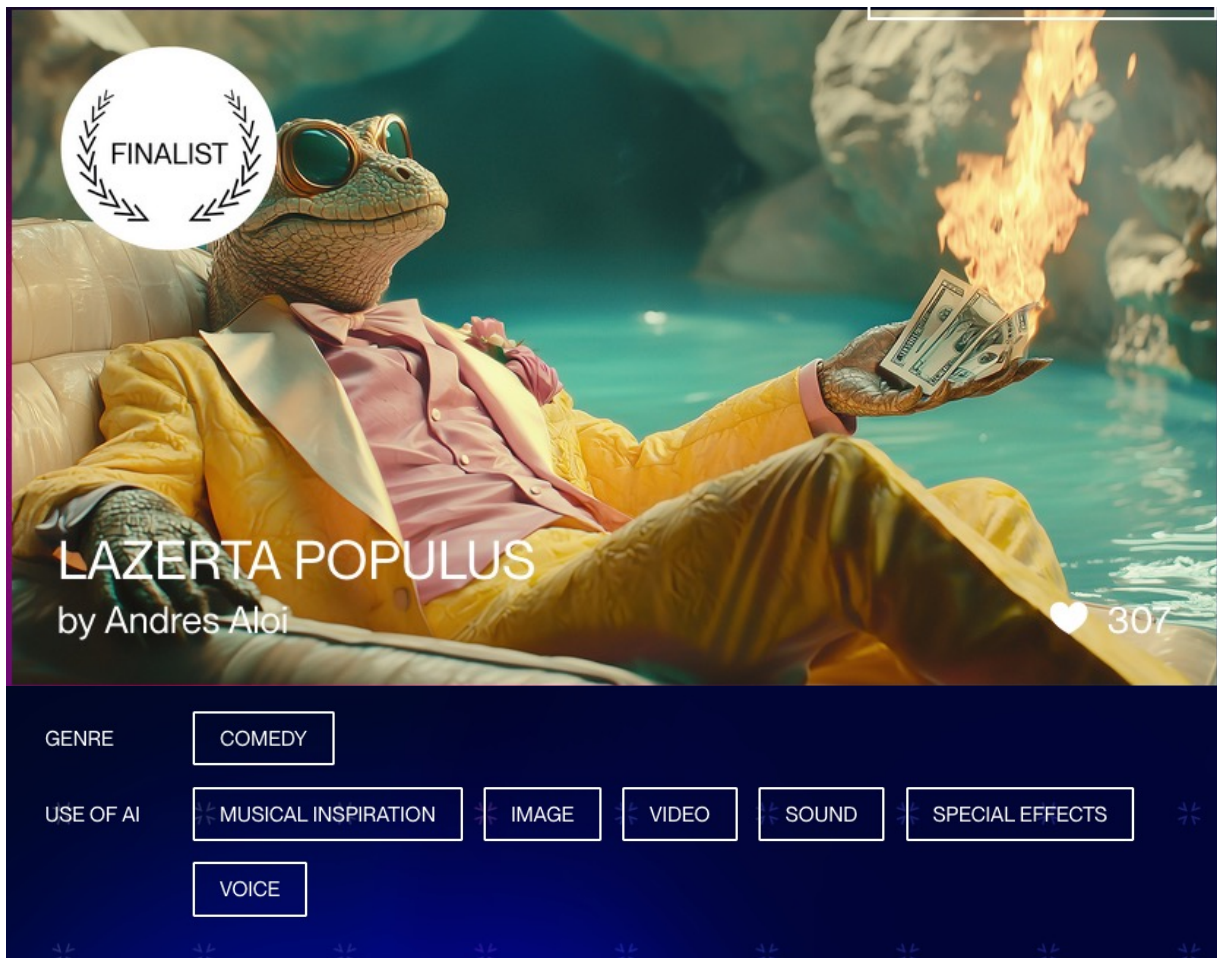 FINALIST
LAZERTA POPULUS
by Andres Aloi
307
GENRE
COMEDY
USE OF AI
MUSICAL INSPIRATION
IMAGE
VIDEO
SOUND
SPECIAL EFFECTS
VOICE